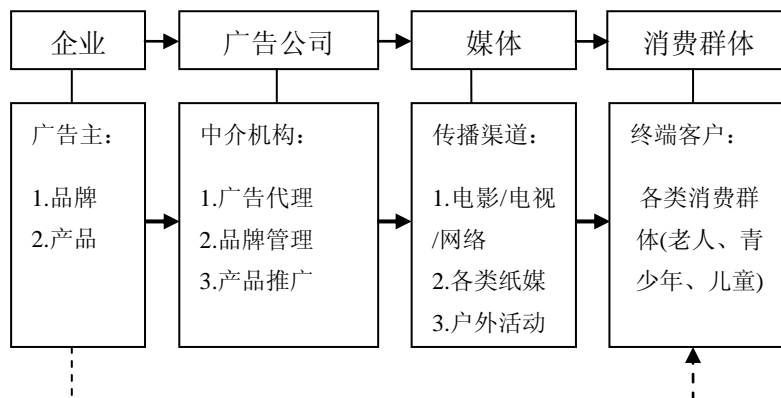 企业
广告公司
媒体
消费群体
广告主：
1.品牌
2.产品
中介机构：
1.广告代理
2.品牌管理
3.产品推广
传播渠道：
1.电影/电视
/网络
2.各类纸媒
3.户外活动
终端客户：
各类消费群
体(老人、青
少年、儿童)